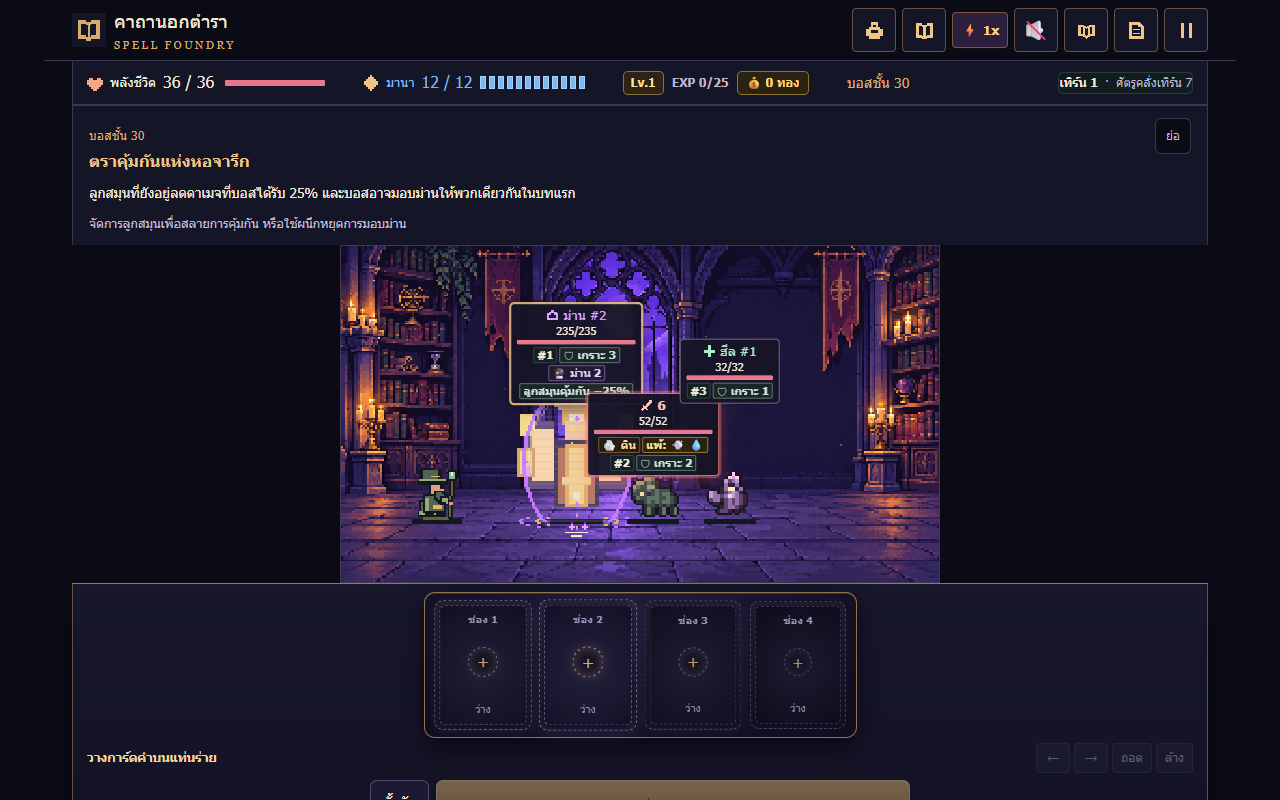 คาถานอกตำรา
SPELL FOUNDRY
1x
พลังชีวิต 36 / 36
มานา 12 / 12
Lv.1 EXP 0/25 0 ทอง
บอสชั้น 30
เทิร์น 1 · ศัตรูคลั่งเทิร์น 7
บอสชั้น 30
ย่อ
ตราคุ้มกันแห่งหอจารึก
ลูกสมุนที่ยังอยู่ลดดาเมจที่บอสได้รับ 25% และบอสอาจมอบม่านให้พวกเดียวกันในบทแรก
จัดการลูกสมุนเพื่อสลายการคุ้มกัน หรือใช้ผนึกหยุดการมอบม่าน
ม่าน #2
235/235
#1 เกราะ 3
ม่าน 2
ลูกสมุนคุ้มกัน −25%
ฮีล #1
32/32
#3 เกราะ 1
6
52/52
ดิน แพ้:
#2 เกราะ 2
ช่อง 1 ช่อง 2 ช่อง 3 ช่อง 4
+ + + +
ว่าง ว่าง ว่าง ว่าง
วางการ์ดคำบนแท่นร่าย
← → ถอด ล้าง